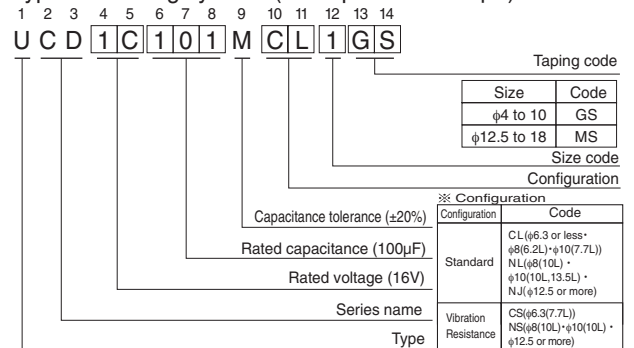 1 2 3 4 5 6 7 8 9 10 11 12 13 14
U C D 1 C 1 0 1 M C L 1 G S
Taping code
Size Code
ϕ4 to 10 GS
ϕ12.5 to 18 MS
Size code
Configuration
※ Configuration
Configuration Code
Capacitance tolerance (±20%)
Rated capacitance (100µF)
Rated voltage (16V)
Series name
Type
Standard
CL(ϕ6.3 or less・
ϕ8(6.2L)・ϕ10(7.7L))
NL(ϕ8(10L)・
ϕ10(10L,13.5L)・
NJ(ϕ12.5 or more)
Vibration
Resistance
CS(ϕ6.3(7.7L))
NS(ϕ8(10L)・ϕ10(10L)・
ϕ12.5 or more)